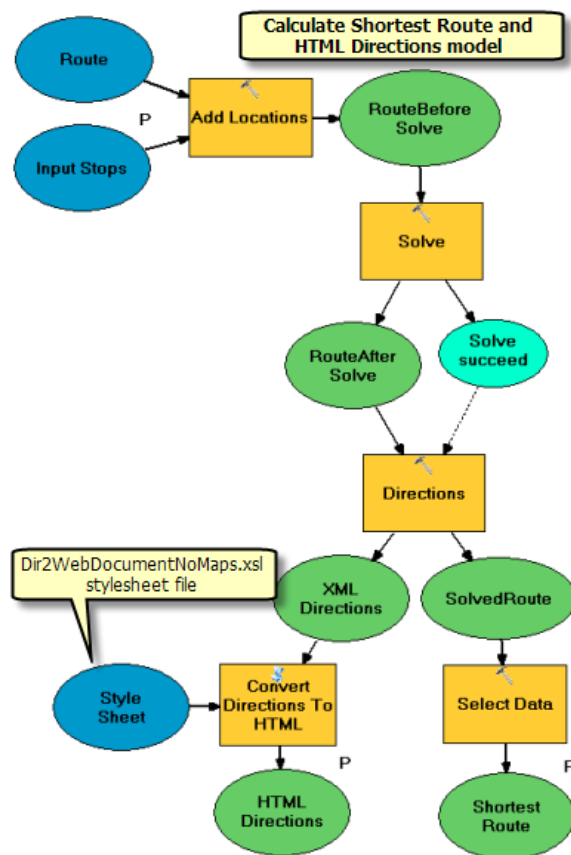 Calculate Shortest Route and
HTML Directions model
Route
P
Add Locations
RouteBefore
Solve
Input Stops
Solve
RouteAfter
Solve
Solve
succeed
Directions
Dir2WebDocumentNoMaps.xsl
stylesheet file
XML
Directions
SolvedRoute
Style
Sheet
Convert
Directions To
HTML
Select Data
P
P
HTML
Directions
Shortest
Route